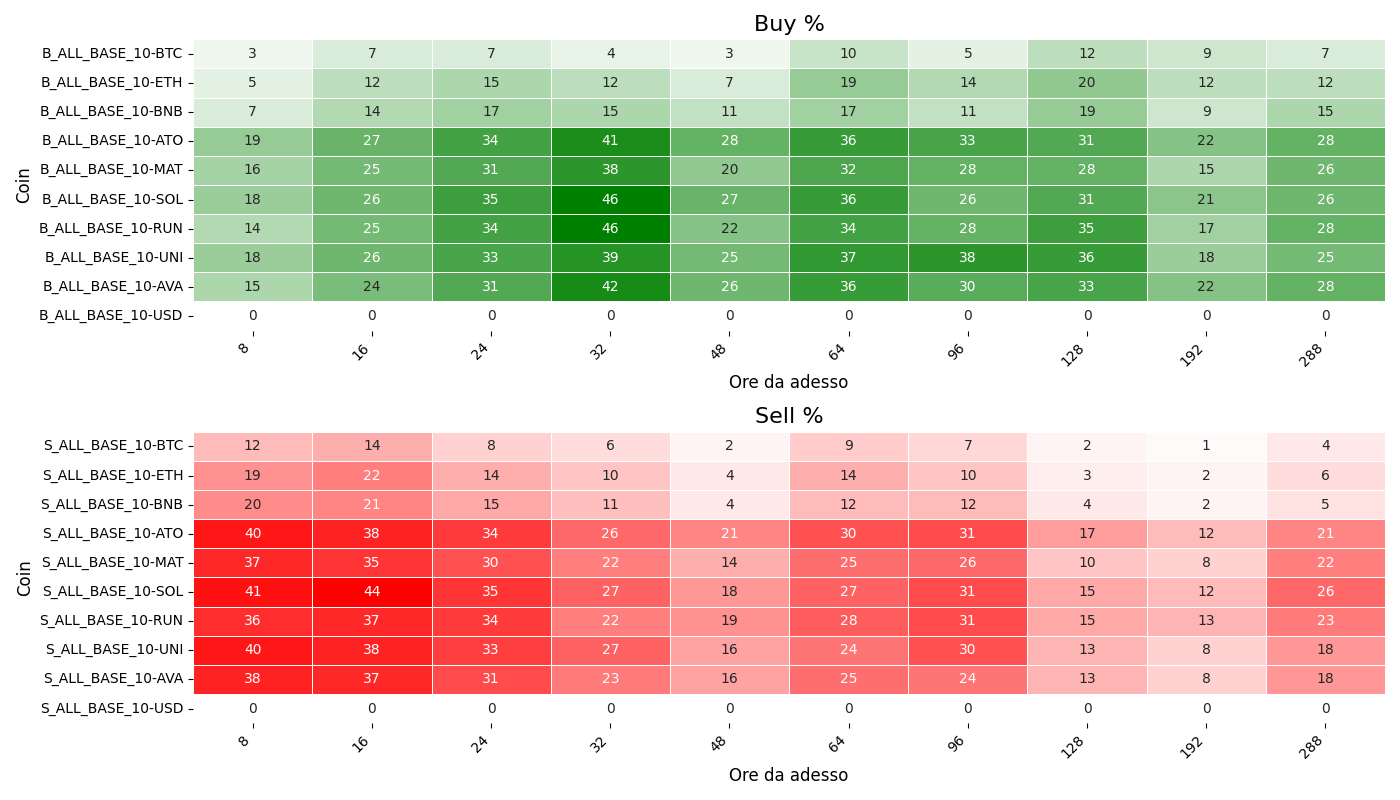 Buy %
Coin
B_ALL_BASE_10-BTC 3 7 7 4 3 10 5 12 9 7
B_ALL_BASE_10-ETH 5 12 15 12 7 19 14 20 12 12
B_ALL_BASE_10-BNB 7 14 17 15 11 17 11 19 9 15
B_ALL_BASE_10-ATO 19 27 34 41 28 36 33 31 22 28
B_ALL_BASE_10-MAT 16 25 31 38 20 32 28 28 15 26
B_ALL_BASE_10-SOL 18 26 35 46 27 36 26 31 21 26
B_ALL_BASE_10-RUN 14 25 34 46 22 34 28 35 17 28
B_ALL_BASE_10-UNI 18 26 33 39 25 37 38 36 18 25
B_ALL_BASE_10-AVA 15 24 31 42 26 36 30 33 22 28
B_ALL_BASE_10-USD 0 0 0 0 0 0 0 0 0 0
8 16 24 32 48 64 96 128 192 288
Ore da adesso
Sell %
Coin
S_ALL_BASE_10-BTC 12 14 8 6 2 9 7 2 1 4
S_ALL_BASE_10-ETH 19 22 14 10 4 14 10 3 2 6
S_ALL_BASE_10-BNB 20 21 15 11 4 12 12 4 2 5
S_ALL_BASE_10-ATO 40 38 34 26 21 30 31 17 12 21
S_ALL_BASE_10-MAT 37 35 30 22 14 25 26 10 8 22
S_ALL_BASE_10-SOL 41 44 35 27 18 27 31 15 12 26
S_ALL_BASE_10-RUN 36 37 34 22 19 28 31 15 13 23
S_ALL_BASE_10-UNI 40 38 33 27 16 24 30 13 8 18
S_ALL_BASE_10-AVA 38 37 31 23 16 25 24 13 8 18
S_ALL_BASE_10-USD 0 0 0 0 0 0 0 0 0 0
8 16 24 32 48 64 96 128 192 288
Ore da adesso